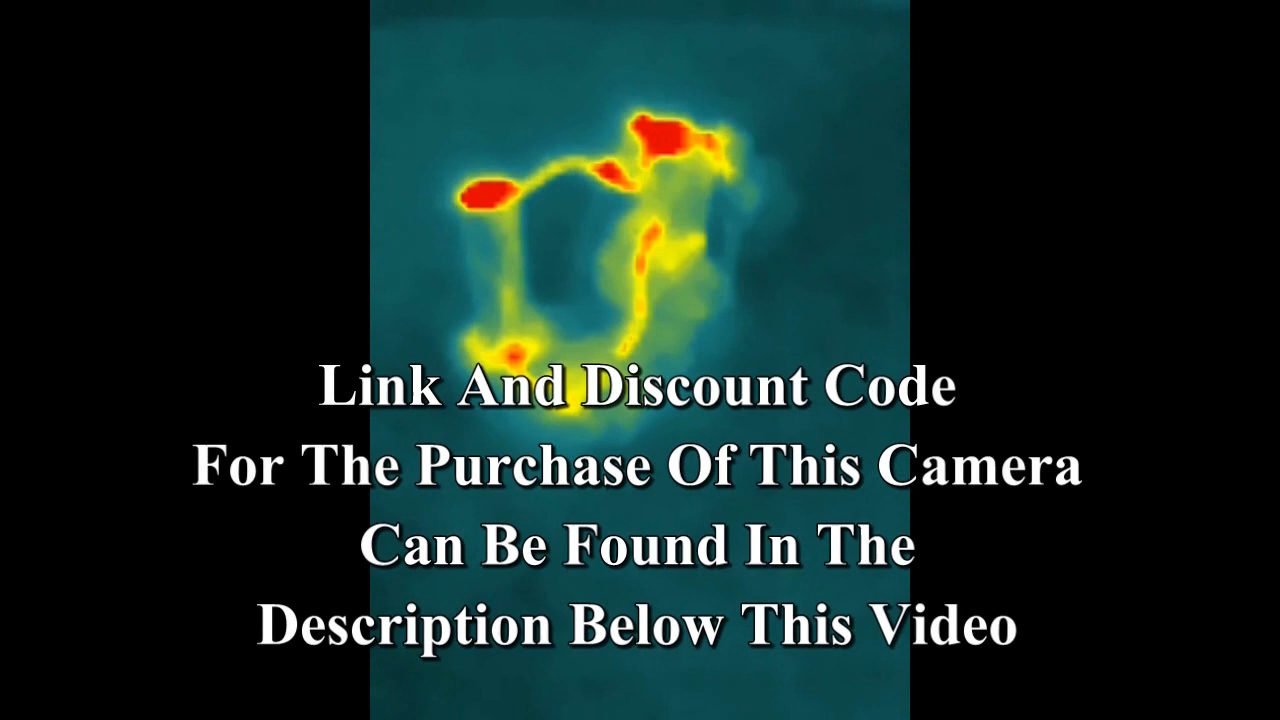 Link And Discount Code
For The Purchase Of This Camera
Can Be Found In The
Description Below This Video